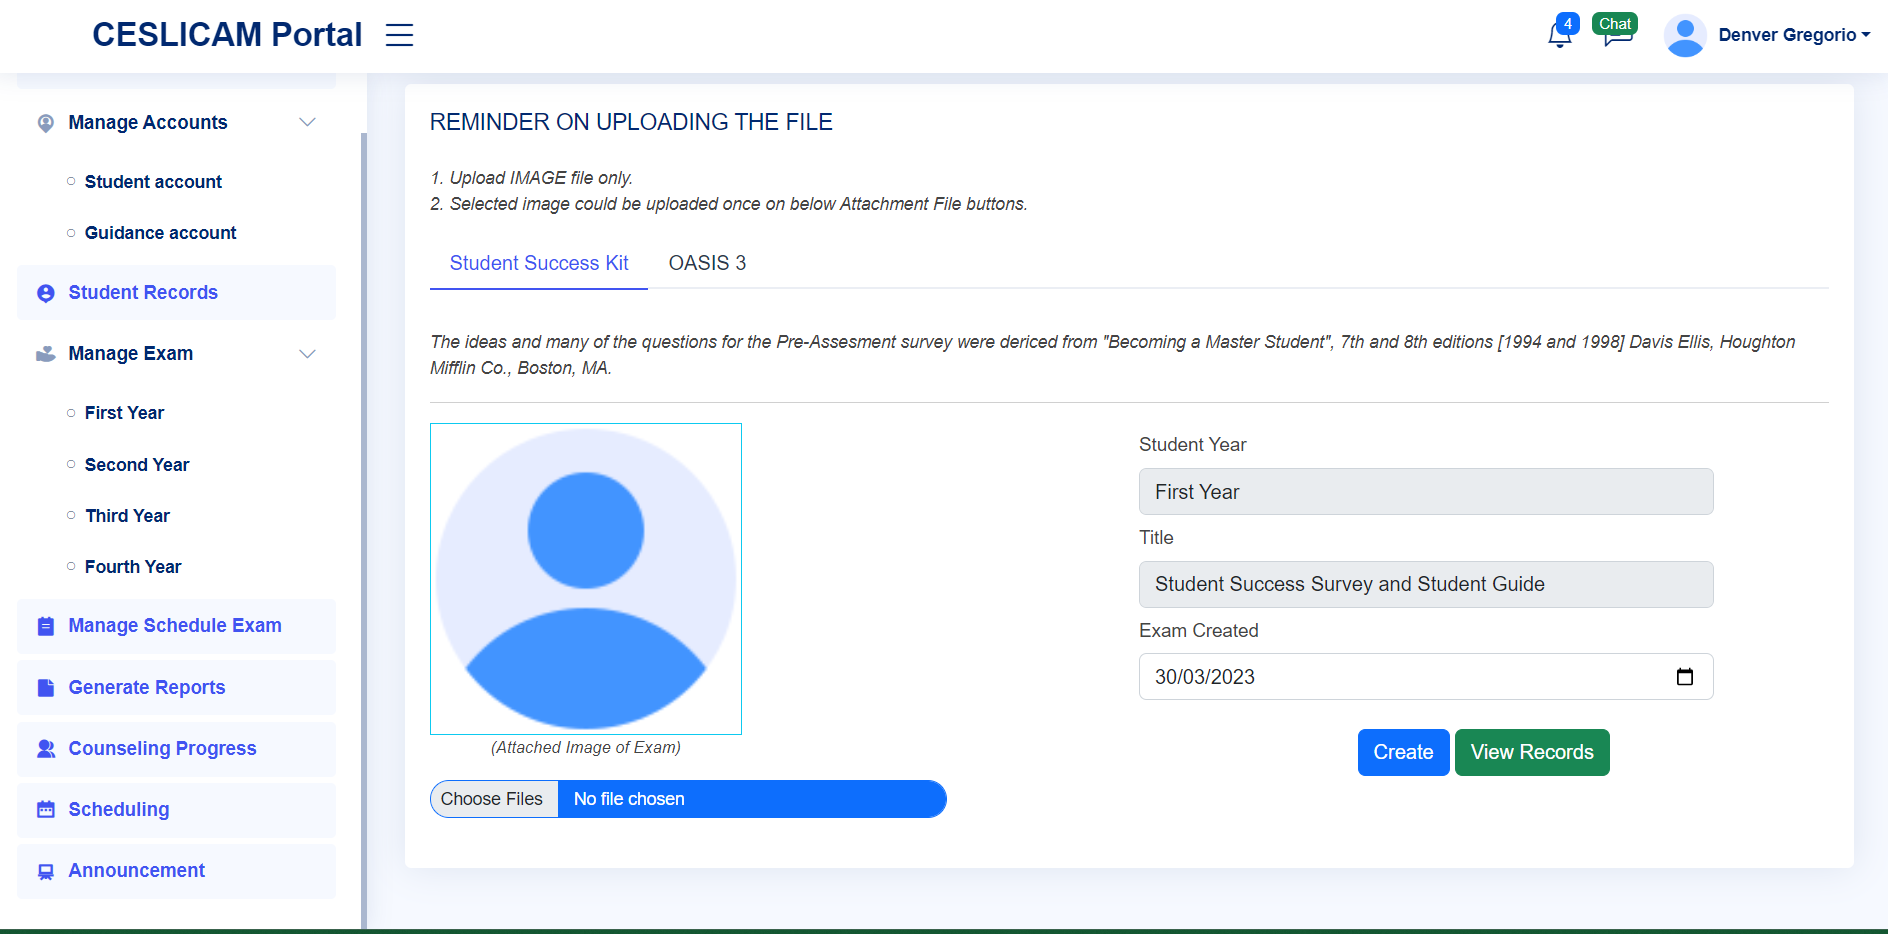 CESLICAM Portal
4
Chat
Denver Gregorio
Manage Accounts
Student account
Guidance account
Student Records
Manage Exam
First Year
Second Year
Third Year
Fourth Year
Manage Schedule Exam
Generate Reports
Counseling Progress
Scheduling
Announcement
REMINDER ON UPLOADING THE FILE
1. Upload IMAGE file only.
2. Selected image could be uploaded once on below Attachment File buttons.
Student Success Kit
OASIS 3
The ideas and many of the questions for the Pre-Assesment survey were dericed from "Becoming a Master Student", 7th and 8th editions [1994 and 1998] Davis Ellis, Houghton
Mifflin Co., Boston, MA.
(Attached Image of Exam)
Choose Files No file chosen
Student Year
First Year
Title
Student Success Survey and Student Guide
Exam Created
30/03/2023
Create
View Records